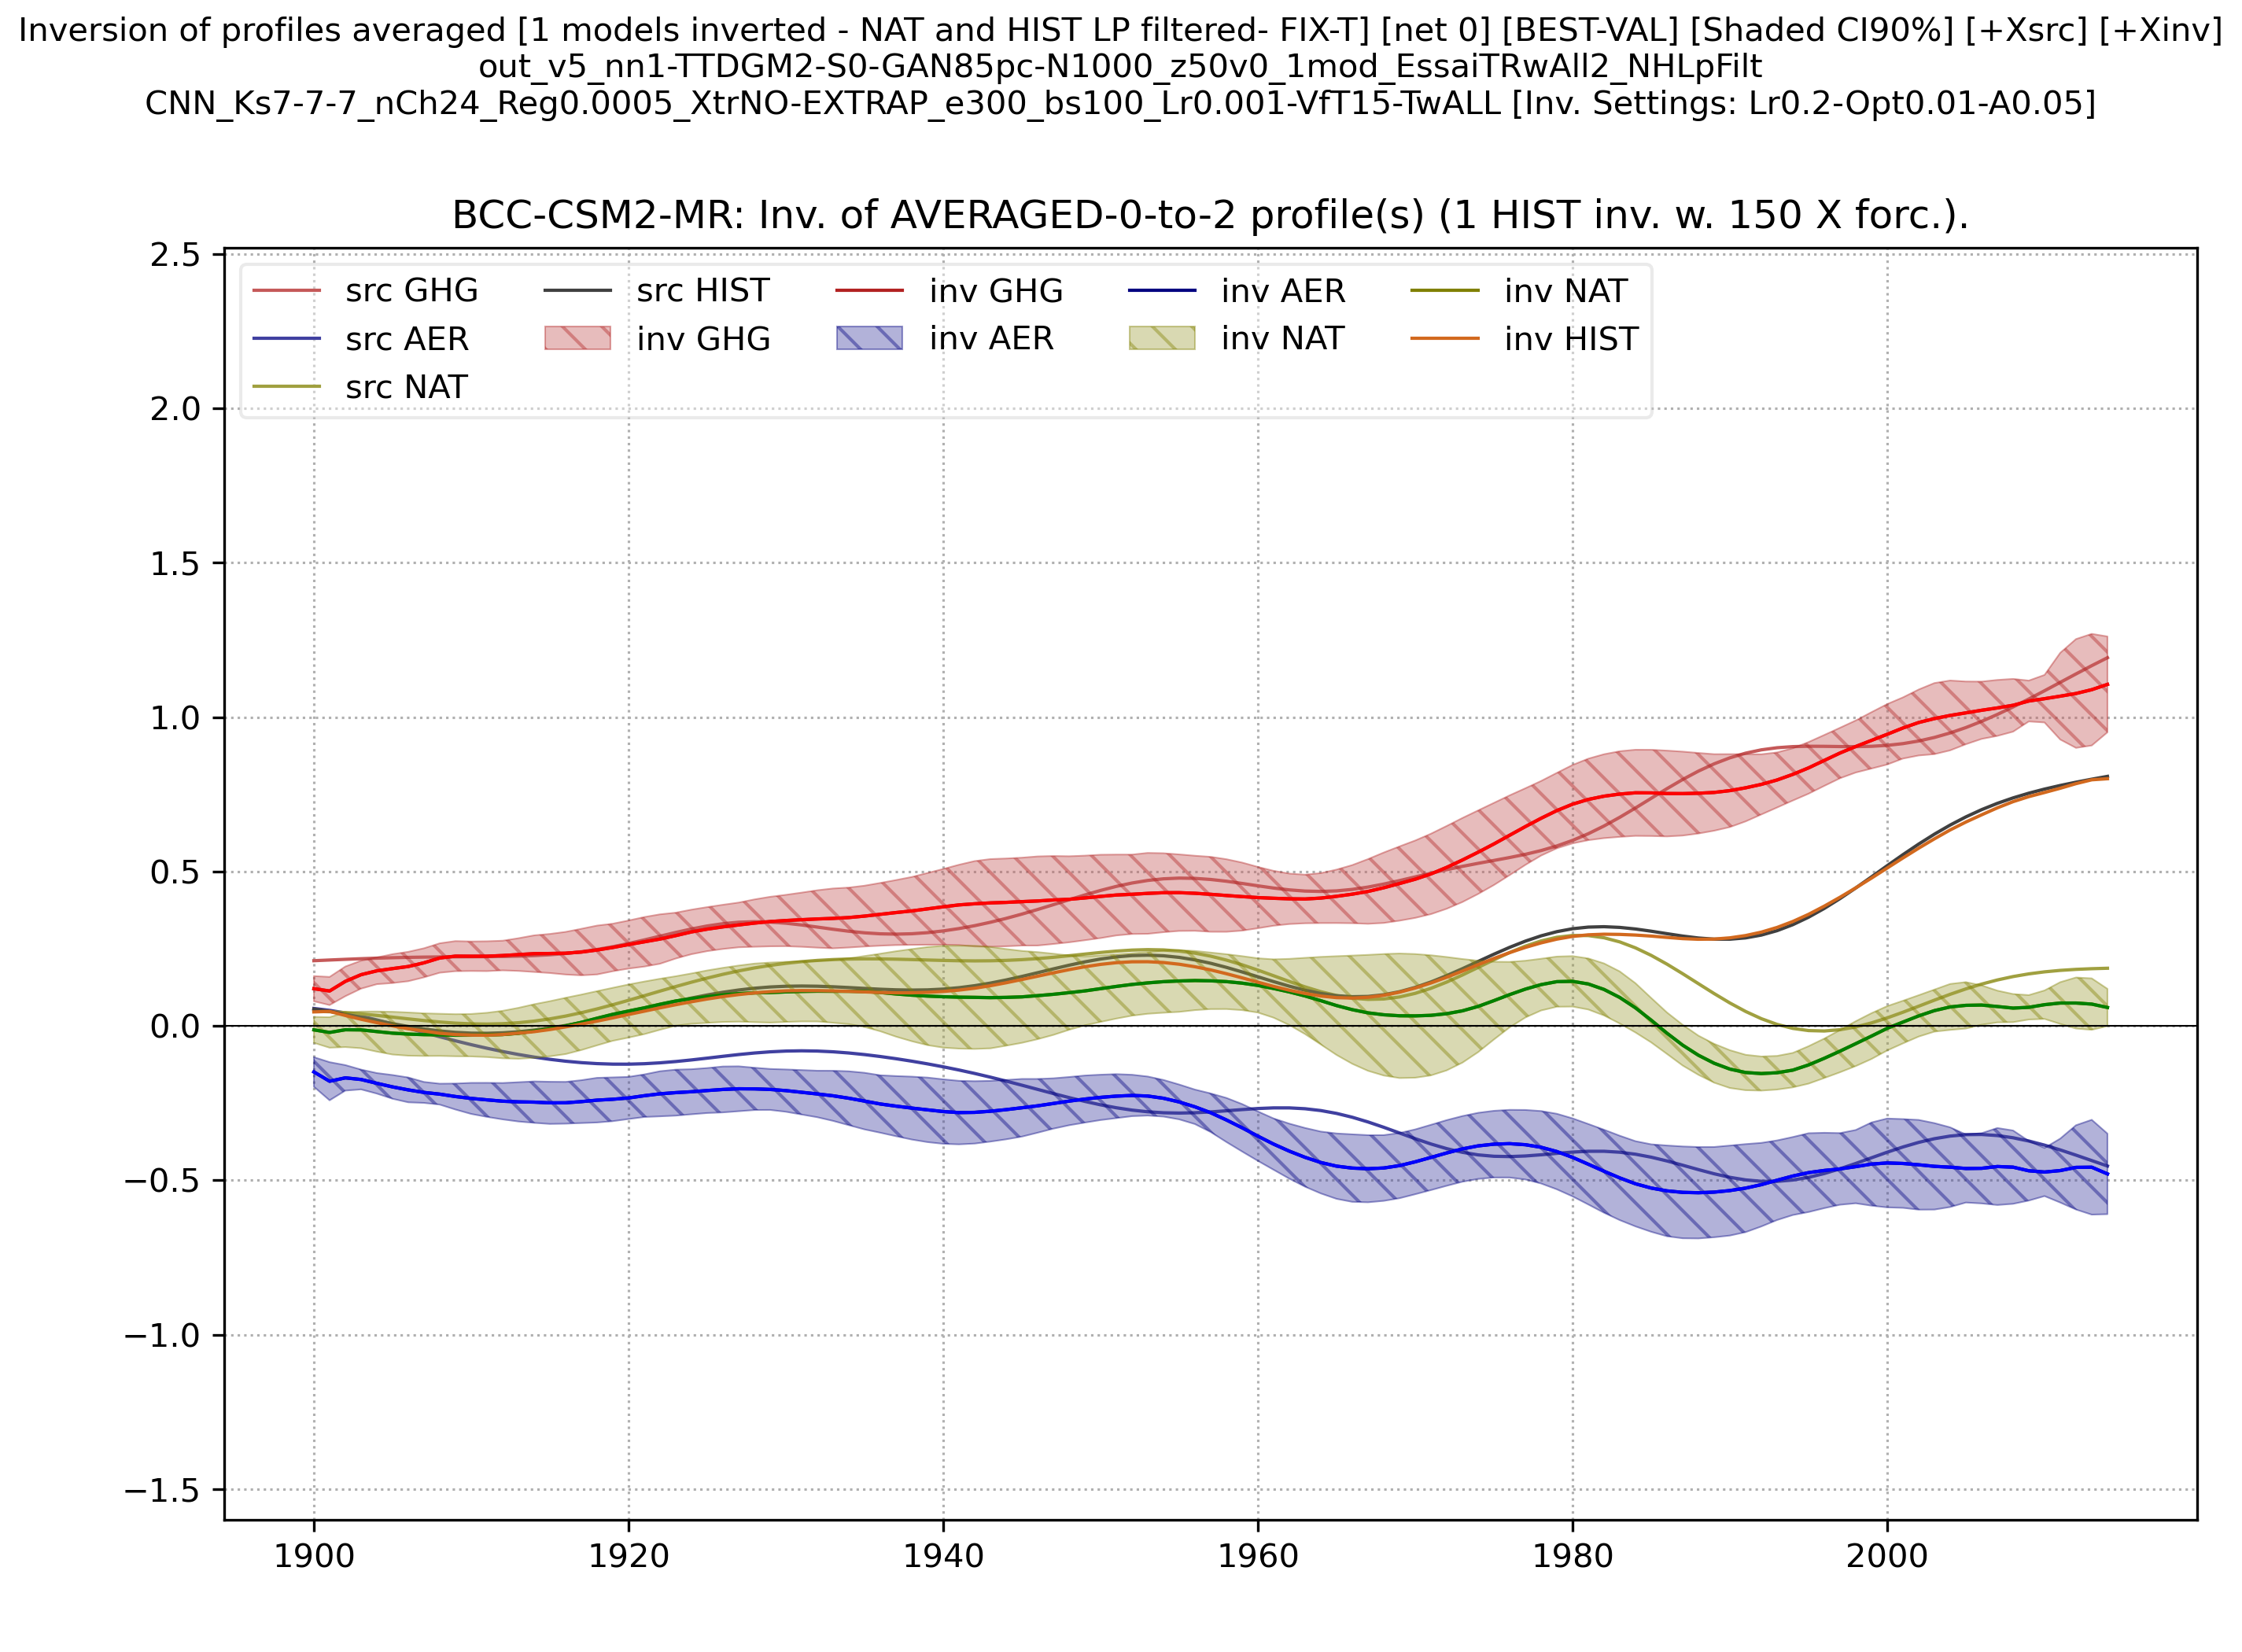 Inversion of profiles averaged [1 models inverted - NAT and HIST LP filtered- FIX-T] [net 0] [BEST-VAL] [Shaded CI90%] [+Xsrc] [+Xinv]
out_v5_nn1-TTDGM2-S0-GAN85pc-N1000_z50v0_1mod_EssaiTRwAll2_NHLpFilt
CNN_Ks7-7-7_nCh24_Reg0.0005_XtrNO-EXTRAP_e300_bs100_Lr0.001-VfT15-TwALL [Inv. Settings: Lr0.2-Opt0.01-A0.05]
BCC-CSM2-MR: Inv. of AVERAGED-0-to-2 profile(s) (1 HIST inv. w. 150 X forc.).
src GHG src HIST inv GHG inv AER inv NAT
src AER inv GHG inv AER inv NAT inv HIST
src NAT
2.5
2.0
1.5
1.0
0.5
0.0
−0.5
−1.0
−1.5
1900 1920 1940 1960 1980 2000